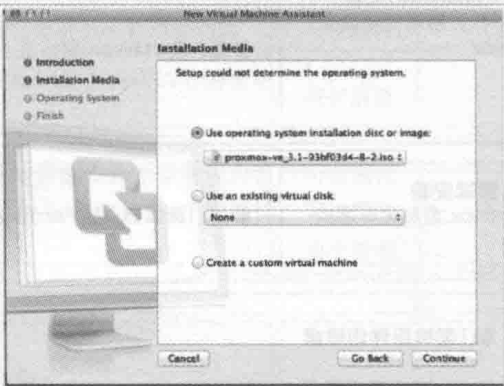 New Virtual Machine Assistant
Installation Media
Introduction
Installation Media
Operating System
Finish
Setup could not determine the operating system.
Use operating system installation disc or image:
proxmox-ve_3.1-93bf03d4-8-2.iso
Use an existing virtual disk.
None
Create a custom virtual machine
Cancel
Go Back
Continue